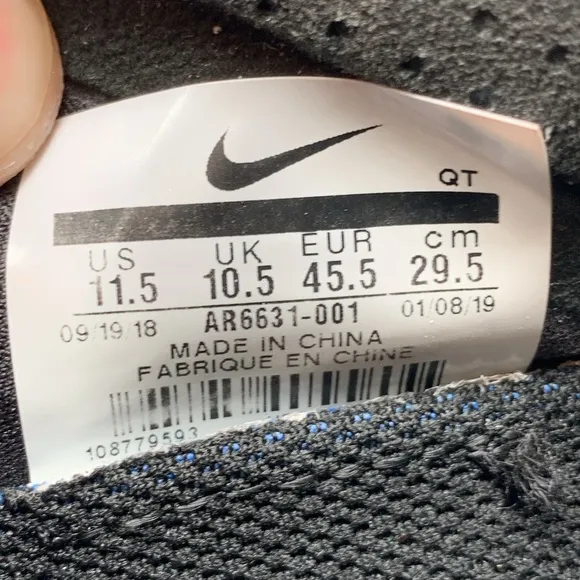 QT
US UK EUR cm
11.5 10.5 45.5 29.5
09/19/18 AR6631-001 01/08/19
MADE IN CHINA
FABRIQUE EN CHINE
108779593